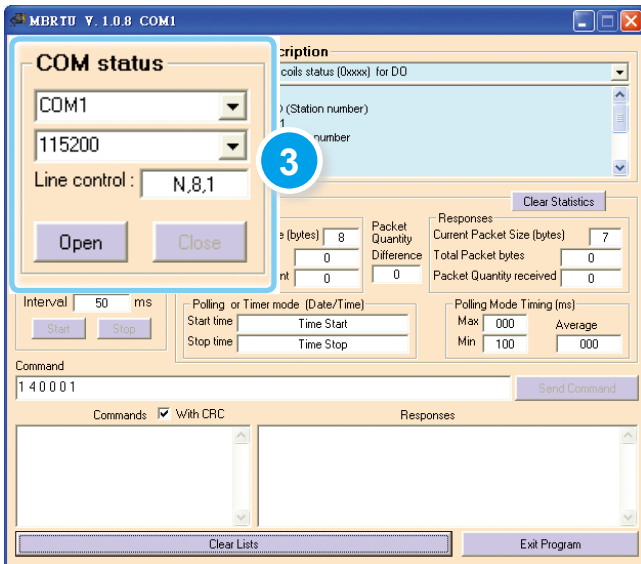 MBRTU V. 1.0.8 COM1
COM status
COM1
115200
Line control : N,8,1
Open Close
3
coils status (0xxxx) for DO
(Station number)
number
Clear Statistics
(bytes) 8
0
0
Packet
Quantity
Difference
0
Responses
Current Packet Size (bytes) 7
Total Packet bytes 0
Packet Quantity received 0
Interval 50 ms
Start Stop
Polling or Timer mode (Date/Time)
Start time Time Start
Stop time Time Stop
Polling Mode Timing (ms)
Max 000 Average
Min 100 000
Command
1 4 0 0 0 1
Send Command
Commands With CRC
Responses
Clear Lists
Exit Program